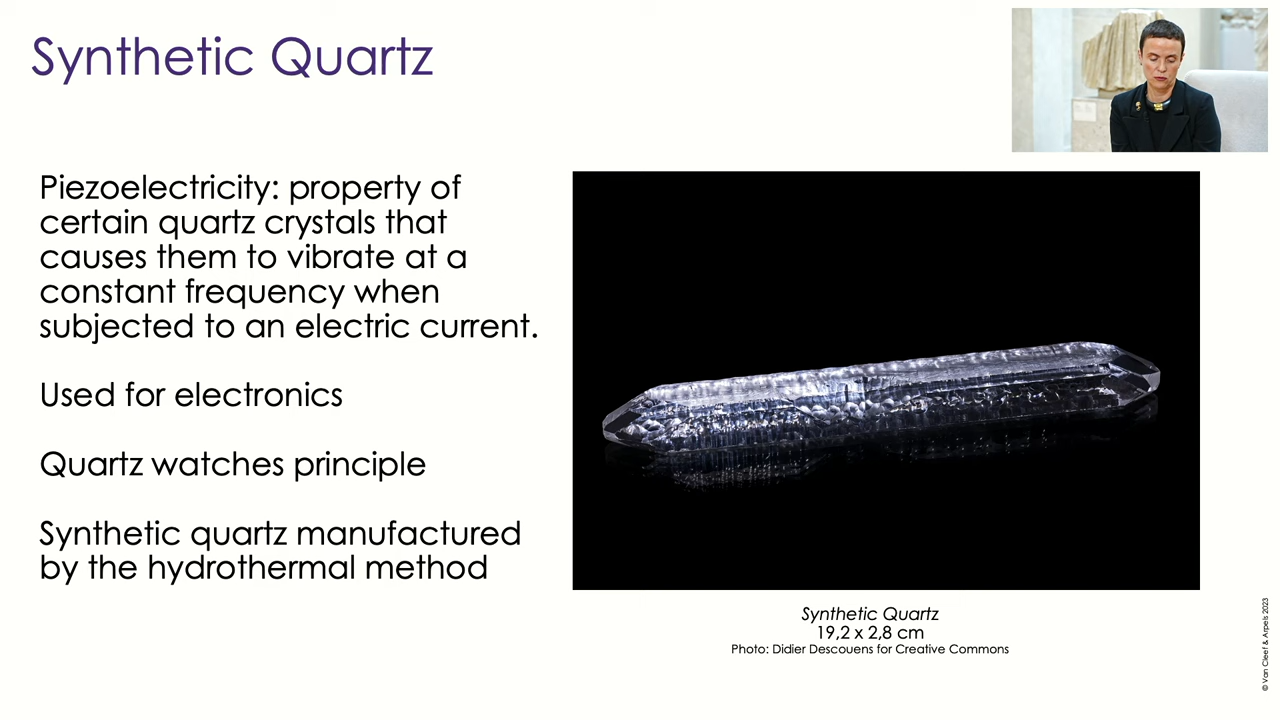 Synthetic Quartz
Piezoelectricity: property of
certain quartz crystals that
causes them to vibrate at a
constant frequency when
subjected to an electric current.
Used for electronics
Quartz watches principle
Synthetic quartz manufactured
by the hydrothermal method
Synthetic Quartz
19,2 x 2,8 cm
Photo: Didier Descouens for Creative Commons
© Van Cleef & Arpels 2023